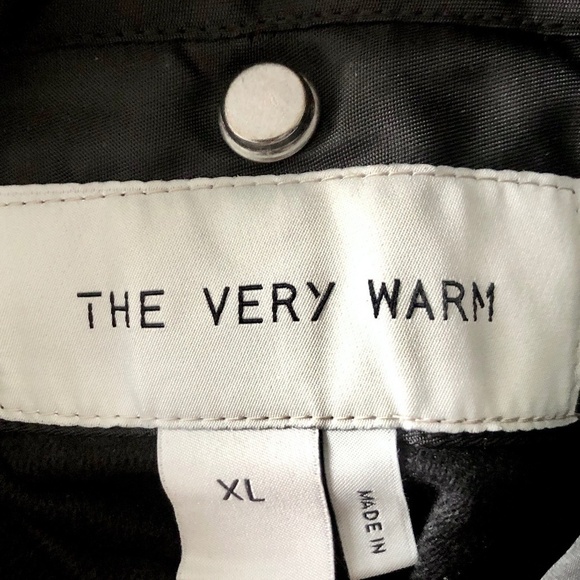 THE VERY WARM
XL
MADE IN